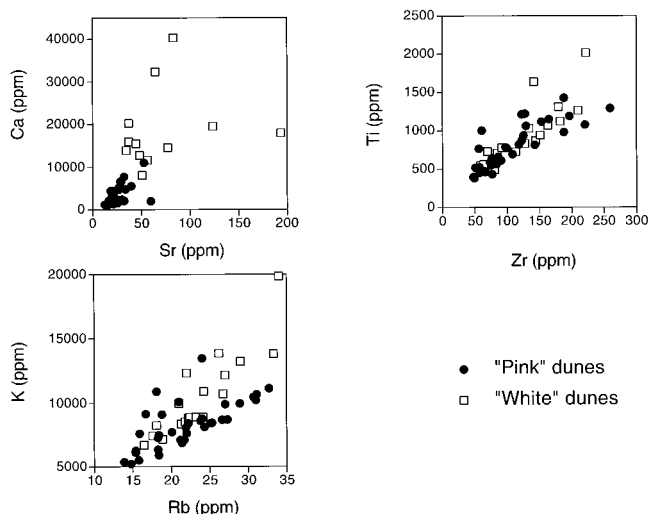 45000
40000
30000
20000
10000
0
Ca (ppm)
0 50 100 150 200
Sr (ppm)
2500
2000
1500
1000
500
0
Ti (ppm)
0 50 100 150 200 250 300
Zr (ppm)
20000
15000
10000
5000
K (ppm)
10 15 20 25 30 35
Rb (ppm)
"Pink" dunes
"White" dunes